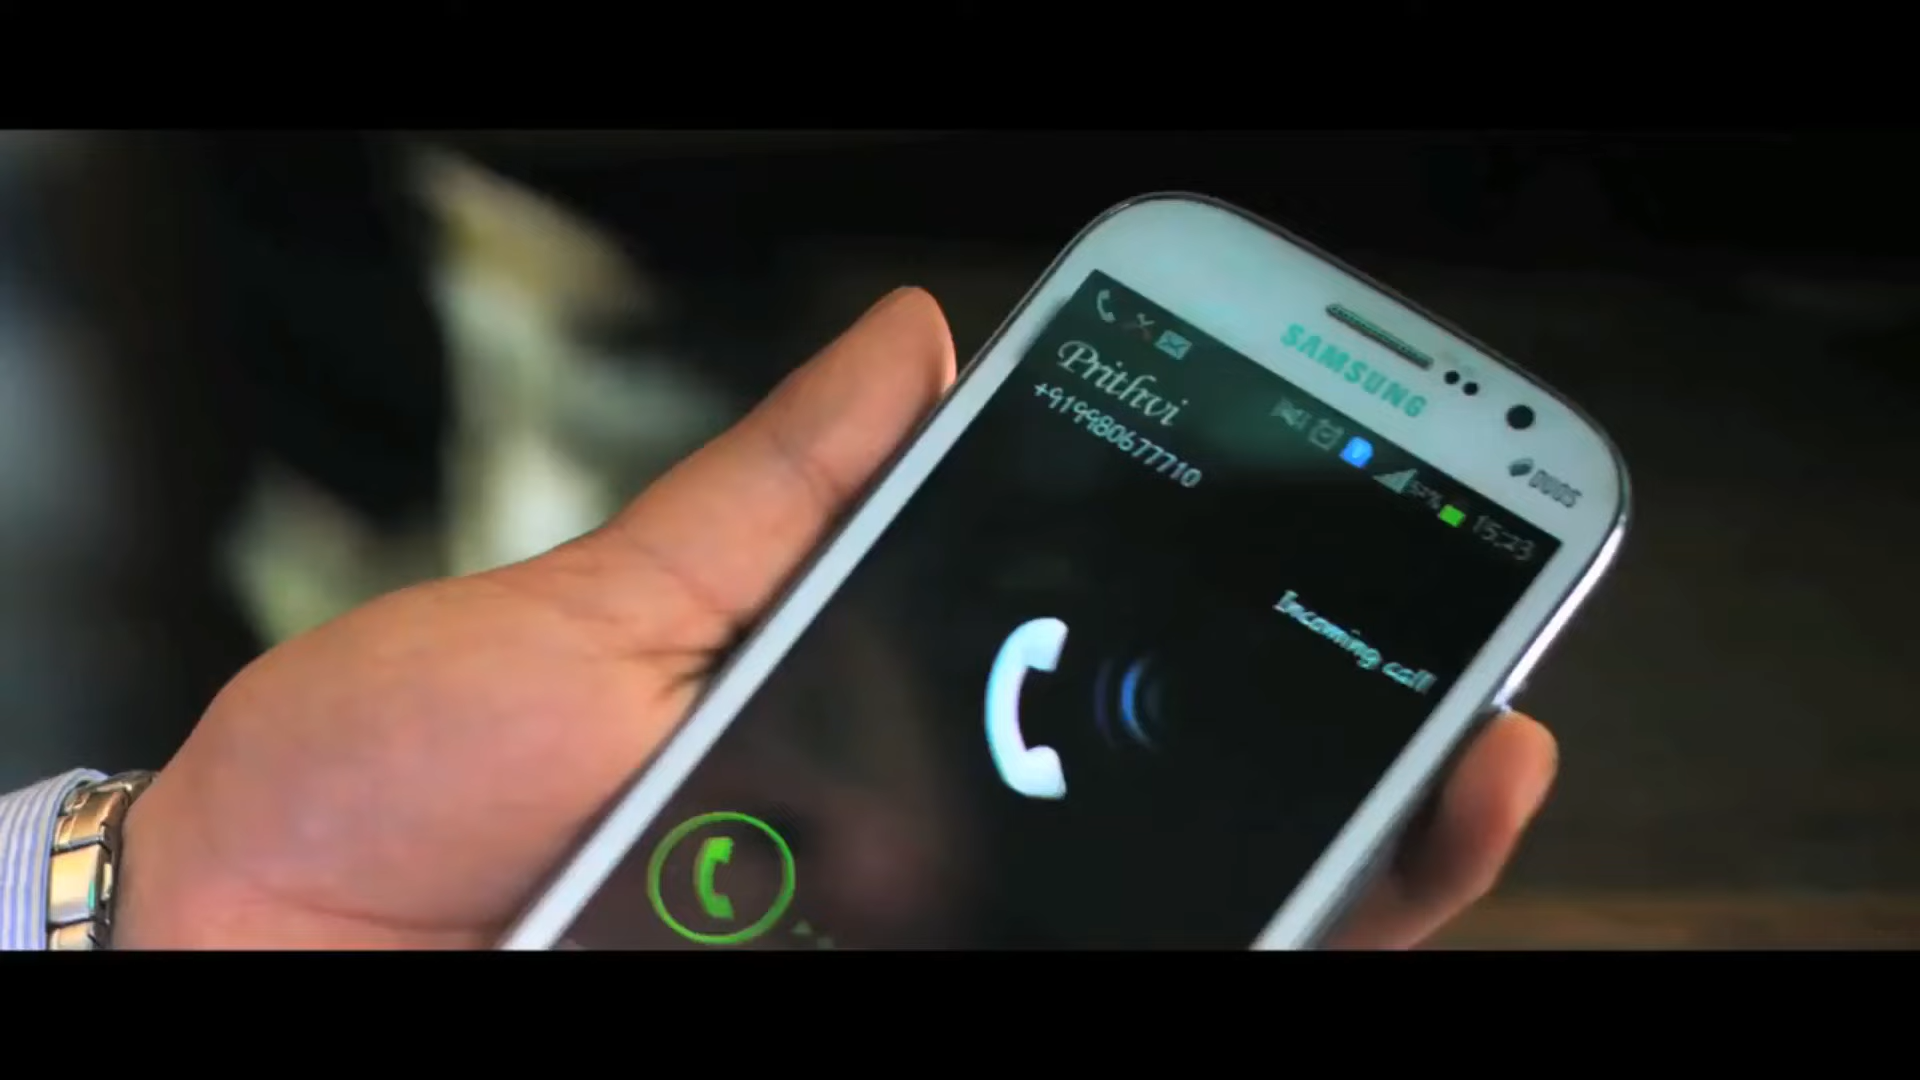 SAMSUNG
DUOS
15:23
Prithvi
+919980677710
Incoming call